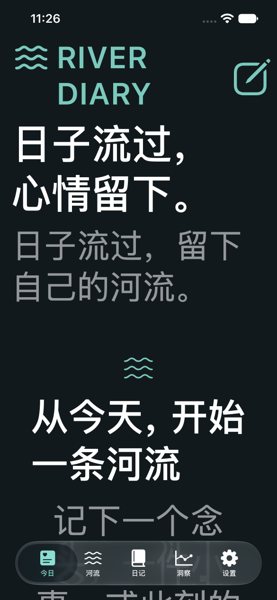 11:26
RIVER
DIARY
日子流过，
心情留下。
日子流过，留下
自己的河流。
从今天，开始
一条河流
记下一个念
今日
河流
日记
洞察
设置